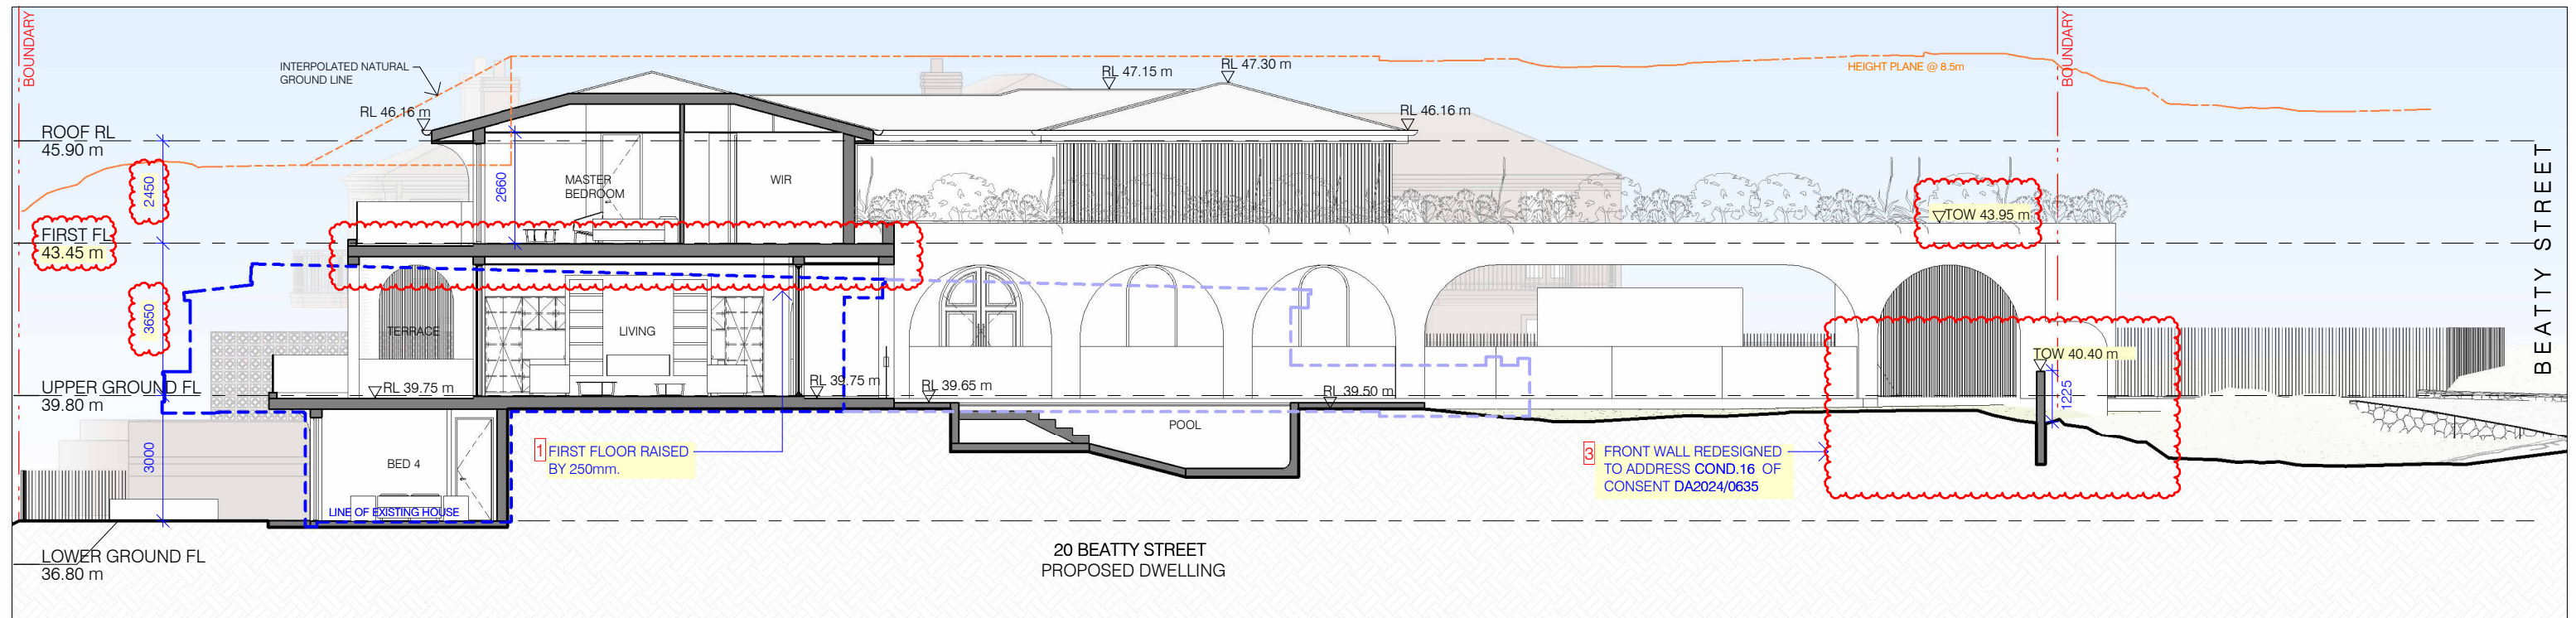 BOUNDARY
BOUNDARY
INTERPOLATED NATURAL
GROUND LINE
RL 47.15 m
RL 47.30 m
HEIGHT PLANE @ 8.5m
RL 46.16 m
RL 46.16 m
ROOF RL
45.90 m
2450
2660
MASTER
BEDROOM
WIR
TOW 43.95 m
FIRST FL
43.45 m
BEATTY STREET
3650
TERRACE
LIVING
TOW 40.40 m
UPPER GROUND FL
39.80 m
RL 39.75 m
RL 39.75 m
RL 39.65 m
RL 39.50 m
1225
POOL
3000
BED 4
1 FIRST FLOOR RAISED
BY 250mm.
3 FRONT WALL REDESIGNED
TO ADDRESS COND.16 OF
CONSENT DA2024/0635
LINE OF EXISTING HOUSE
LOWER GROUND FL
36.80 m
20 BEATTY STREET
PROPOSED DWELLING